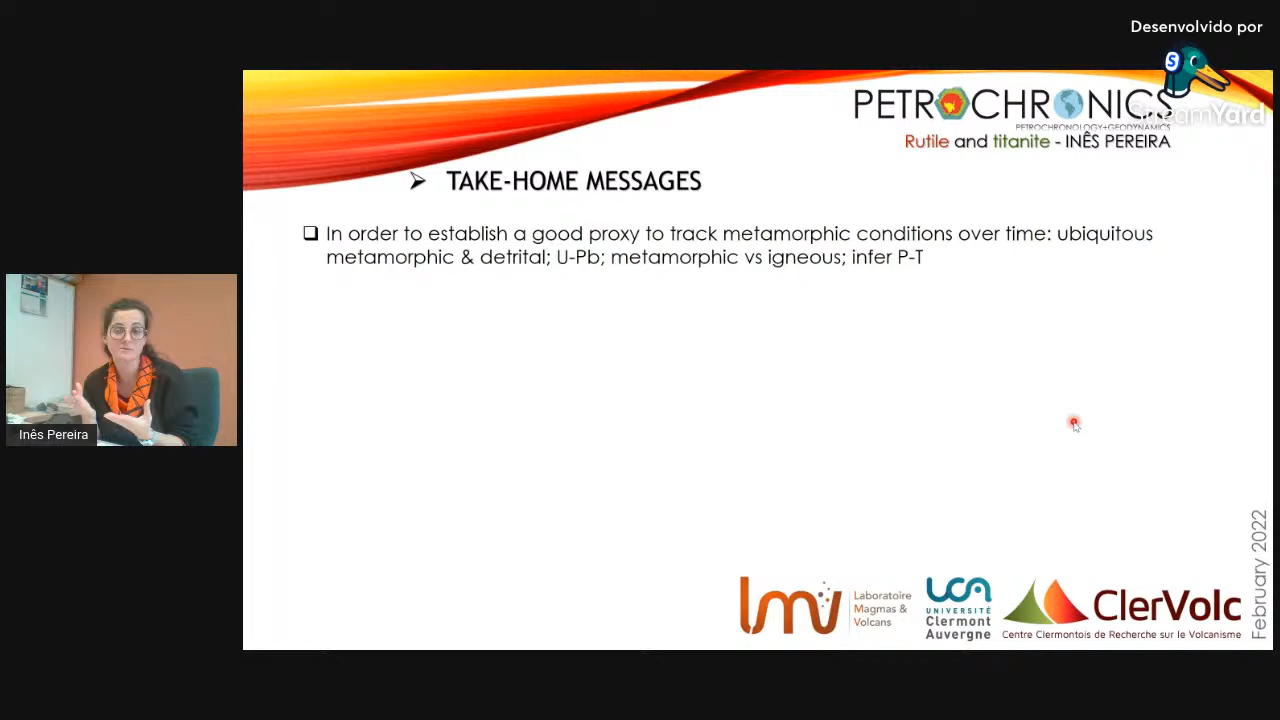 Desenvolvido por
S
StreamYard
PETROCHRONICS
PETROCHRONOLOGY+GEODYNAMICS
Rutile and titanite - INÊS PEREIRA
➢ TAKE-HOME MESSAGES
❑ In order to establish a good proxy to track metamorphic conditions over time: ubiquitous
metamorphic & detrital; U-Pb; metamorphic vs igneous; infer P-T
Inês Pereira
February 2022
lmv
Laboratoire
Magmas &
Volcans
UCA
UNIVERSITÉ
Clermont
Auvergne
ClerVolc
Centre Clermontois de Recherche sur le Volcanisme